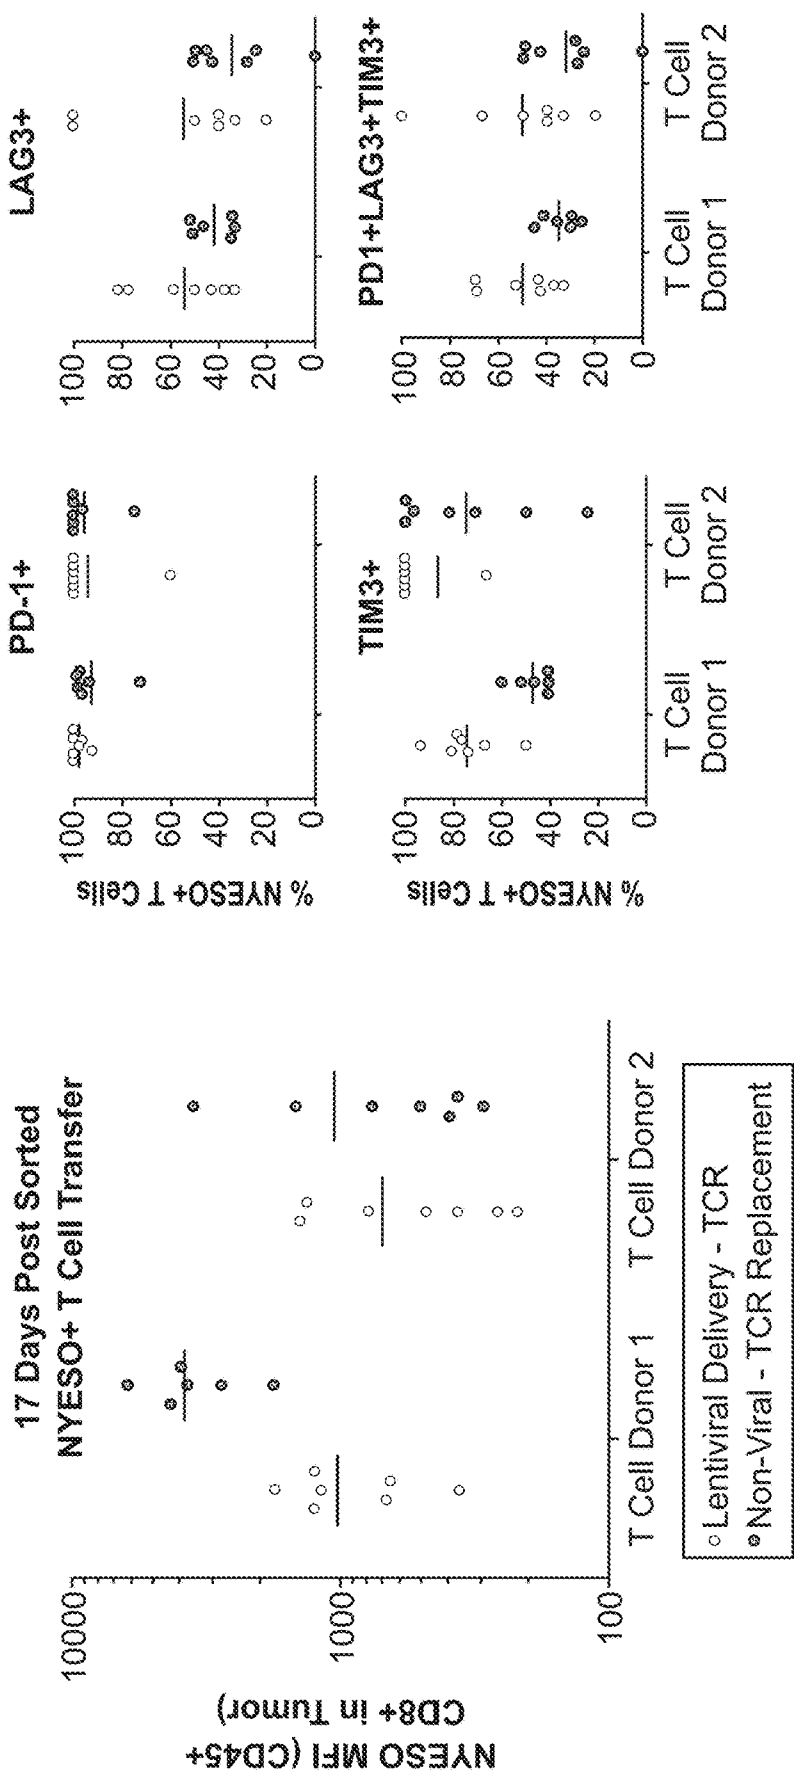 17 Days Post Sorted
NYESO+ T Cell Transfer
NYESO MFI (CD45+
CD8+ in Tumor)
10000
1000
100
T Cell Donor 1
T Cell Donor 2
Lentiviral Delivery - TCR
Non-Viral - TCR Replacement
PD-1+
% NYESO+ T Cells
100
80
60
40
20
0
LAG3+
100
80
60
40
20
0
TIM3+
% NYESO+ T Cells
100
80
60
40
20
0
T Cell
Donor 1
T Cell
Donor 2
PD1+LAG3+TIM3+
100
80
60
40
20
0
T Cell
Donor 1
T Cell
Donor 2